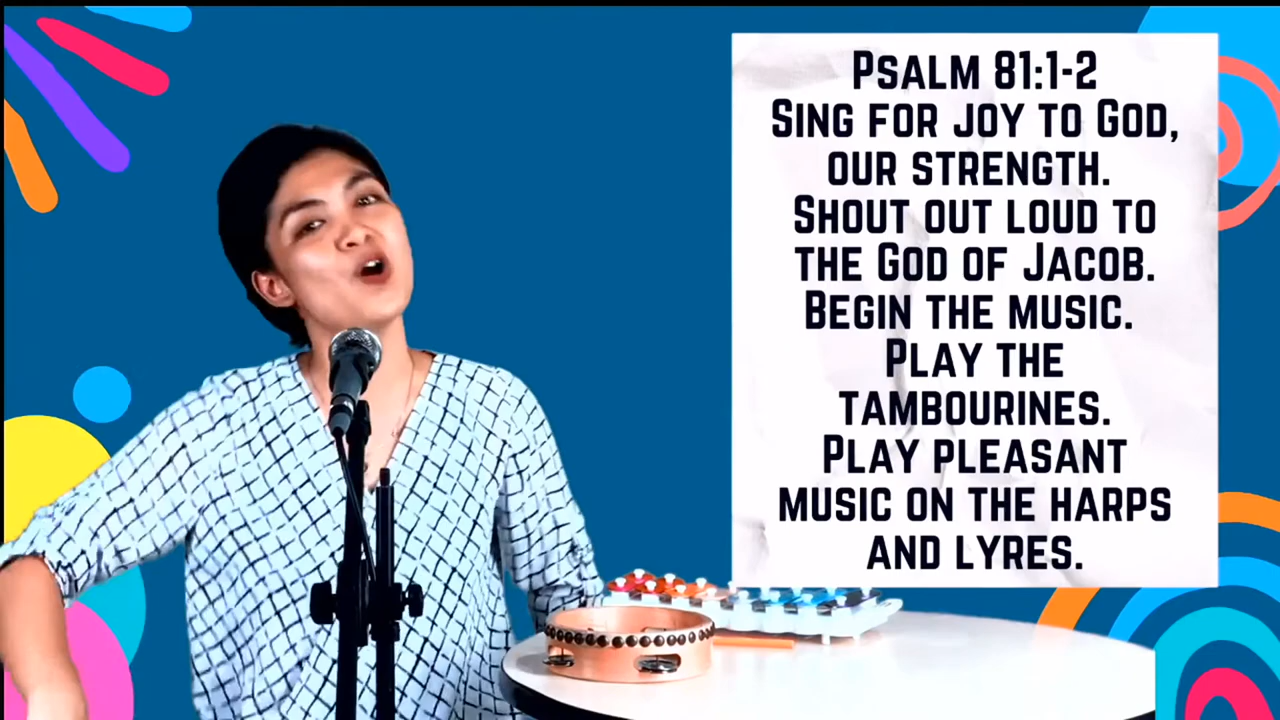 PSALM 81:1-2
SING FOR JOY TO GOD,
OUR STRENGTH.
SHOUT OUT LOUD TO
THE GOD OF JACOB.
BEGIN THE MUSIC.
PLAY THE
TAMBOURINES.
PLAY PLEASANT
MUSIC ON THE HARPS
AND LYRES.